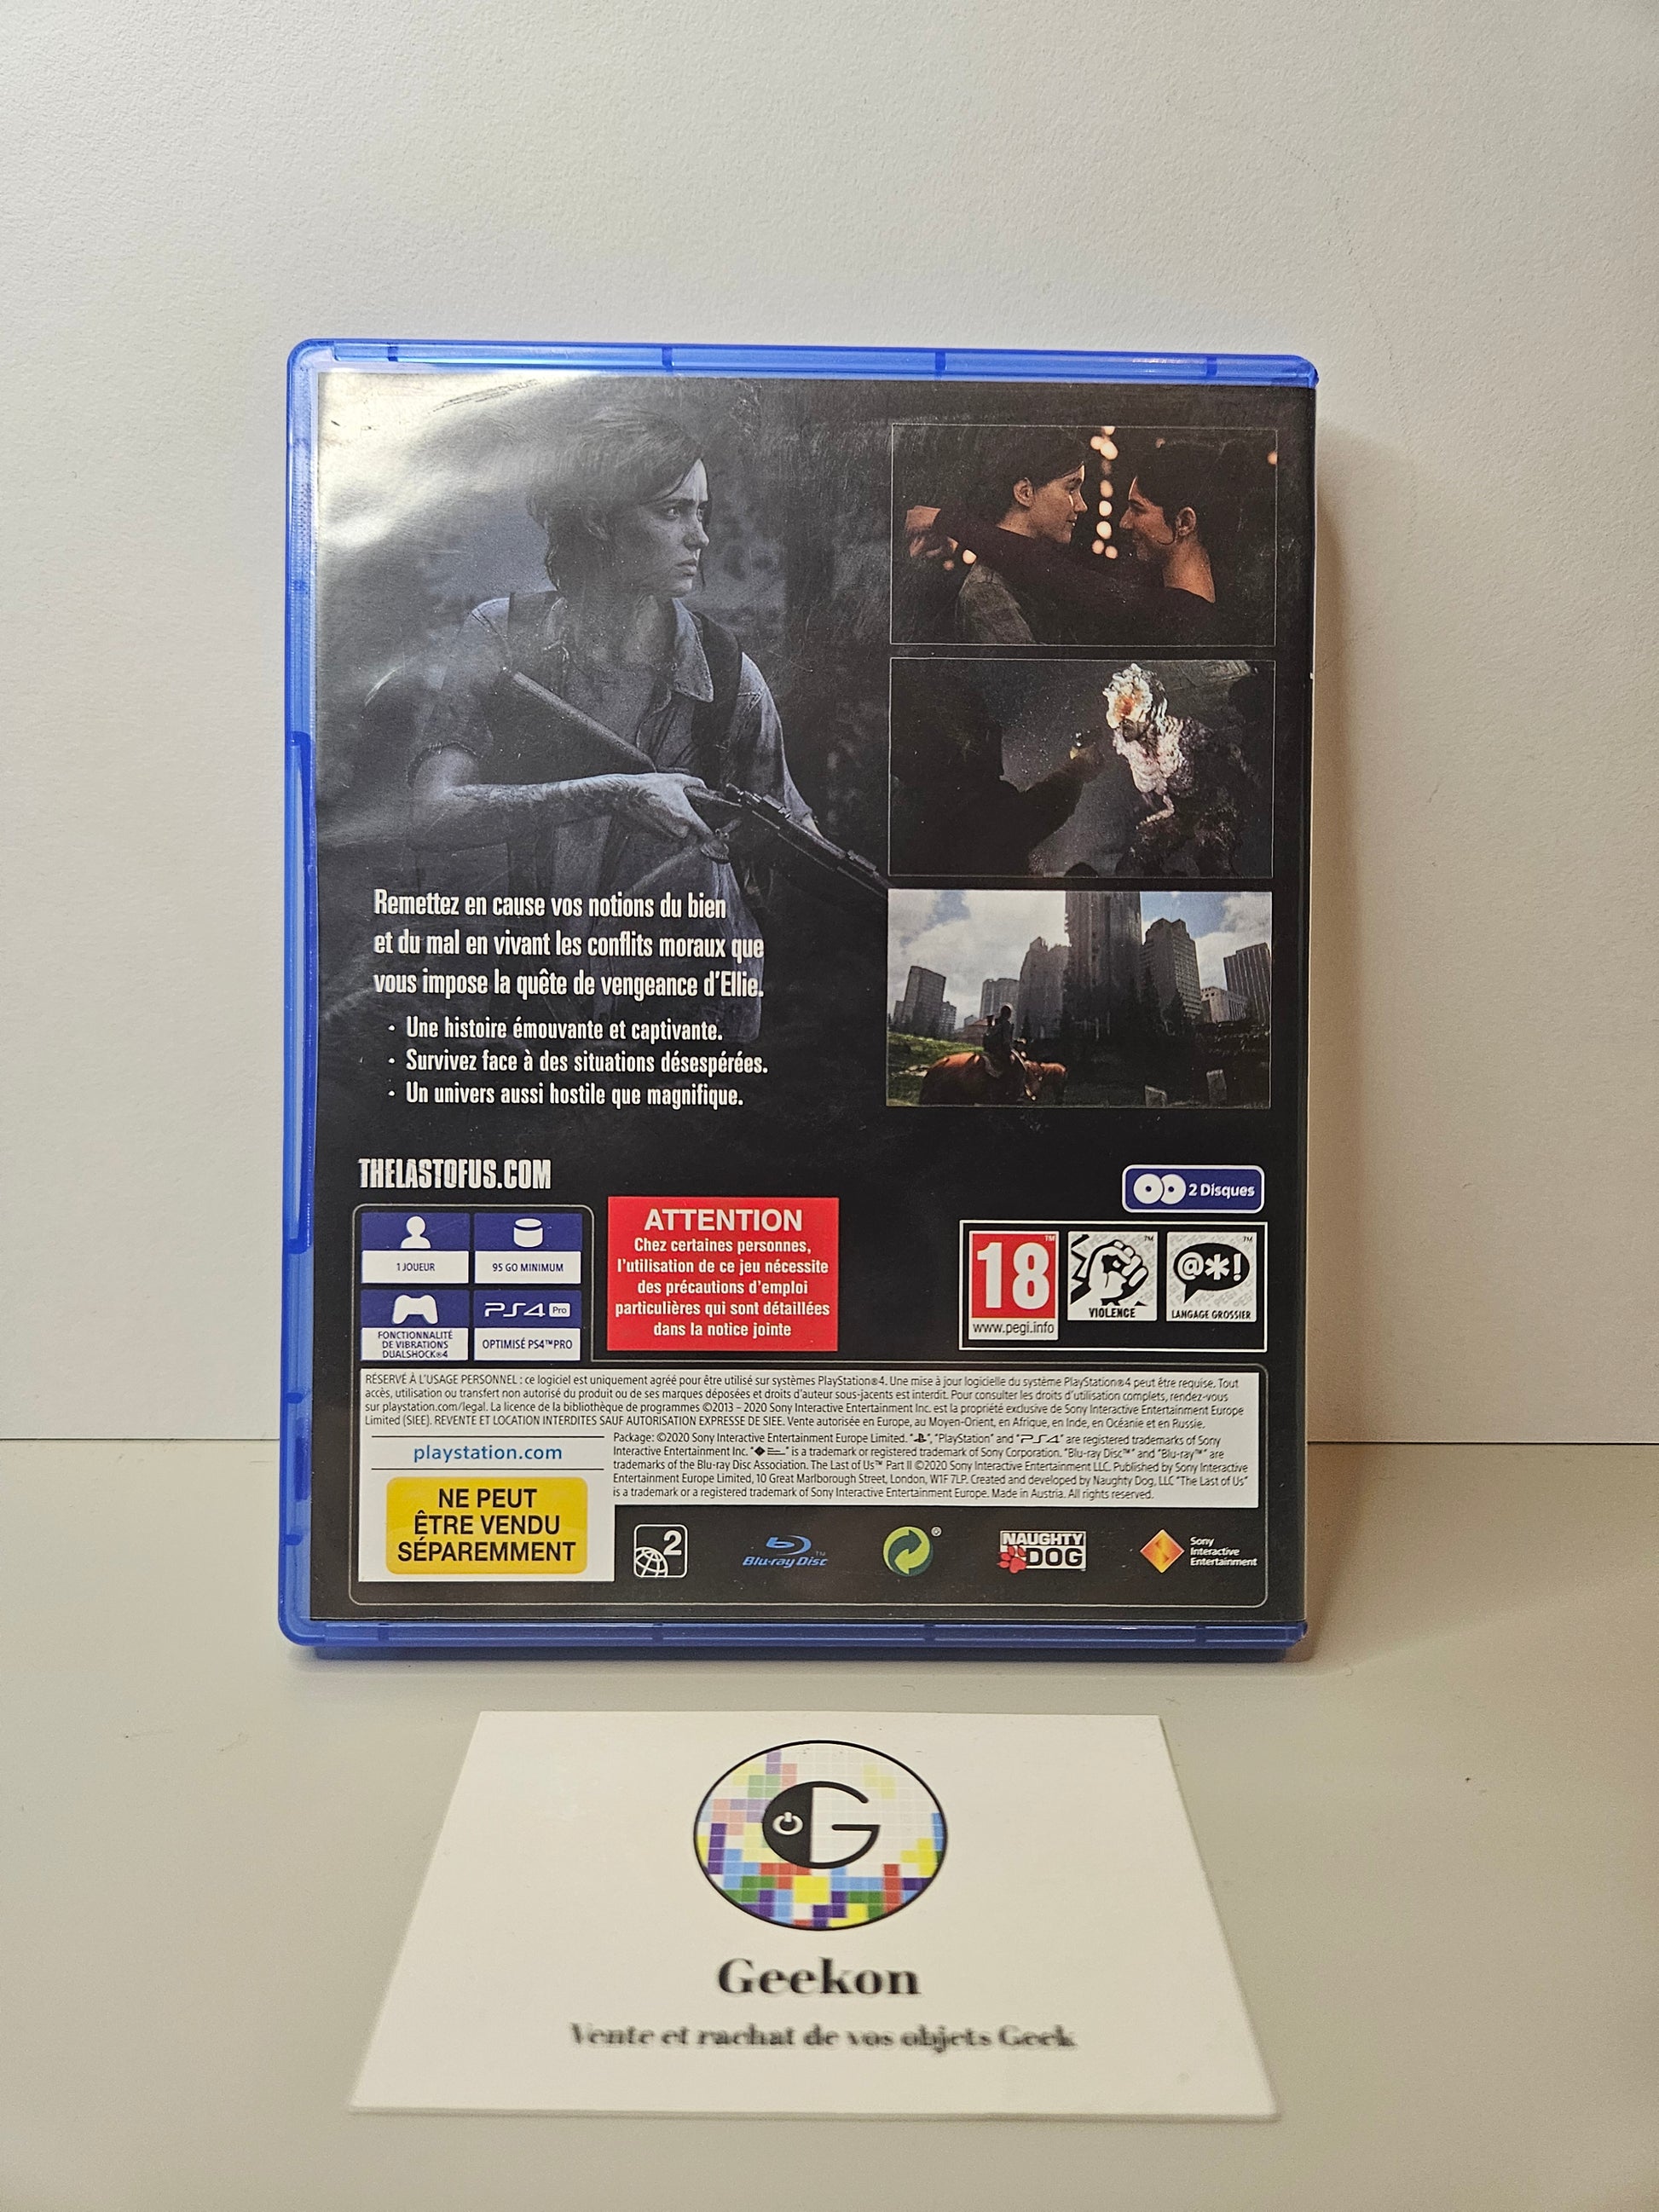 Remettez en cause vos notions du bien
et du mal en vivant les conflits moraux que
vous impose la quête de vengeance d'Ellie.
· Une histoire émouvante et captivante.
· Survivez face à des situations désespérées.
· Un univers aussi hostile que magnifique.
THELASTOFUS.COM
2 Disques
1 JOUEUR
95 GO MINIMUM
FONCTIONNALITÉ
DE VIBRATIONS
DUALSHOCK®4
PS4 Pro
OPTIMISÉ PS4™PRO
ATTENTION
Chez certaines personnes,
l'utilisation de ce jeu nécessite
des précautions d'emploi
particulières qui sont détaillées
dans la notice jointe
18™
www.pegi.info
™
VIOLENCE
@*!™
LANGAGE GROSSIER
RÉSERVÉ À L'USAGE PERSONNEL : ce logiciel est uniquement agréé pour être utilisé sur systèmes PlayStation®4. Une mise à jour logicielle du système PlayStation®4 peut être requise. Tout
accès, utilisation ou transfert non autorisé du produit ou de ses marques déposées et droits d'auteur sous-jacents est interdit. Pour consulter les droits d'utilisation complets, rendez-vous
sur playstation.com/legal. La licence de la bibliothèque de programmes ©2013 – 2020 Sony Interactive Entertainment Inc. est la propriété exclusive de Sony Interactive Entertainment Europe
Limited (SIEE). REVENTE ET LOCATION INTERDITES SAUF AUTORISATION EXPRESSE DE SIEE. Vente autorisée en Europe, au Moyen-Orient, en Afrique, en Inde, en Océanie et en Russie.
playstation.com
Package: ©2020 Sony Interactive Entertainment Europe Limited. "", "PlayStation" and "PS4" are registered trademarks of Sony
Interactive Entertainment Inc. "" is a trademark or registered trademark of Sony Corporation. "Blu-ray Disc™" and "Blu-ray™" are
trademarks of the Blu-ray Disc Association. The Last of Us™ Part II ©2020 Sony Interactive Entertainment LLC. Published by Sony Interactive
Entertainment Europe Limited, 10 Great Marlborough Street, London, W1F 7LP. Created and developed by Naughty Dog, LLC "The Last of Us"
is a trademark or a registered trademark of Sony Interactive Entertainment Europe. Made in Austria. All rights reserved.
NE PEUT
ÊTRE VENDU
SÉPAREMMENT
2
Blu-ray Disc™
®
NAUGHTY
DOG
Sony
Interactive
Entertainment
G
Geekon
Vente et rachat de vos objets Geek